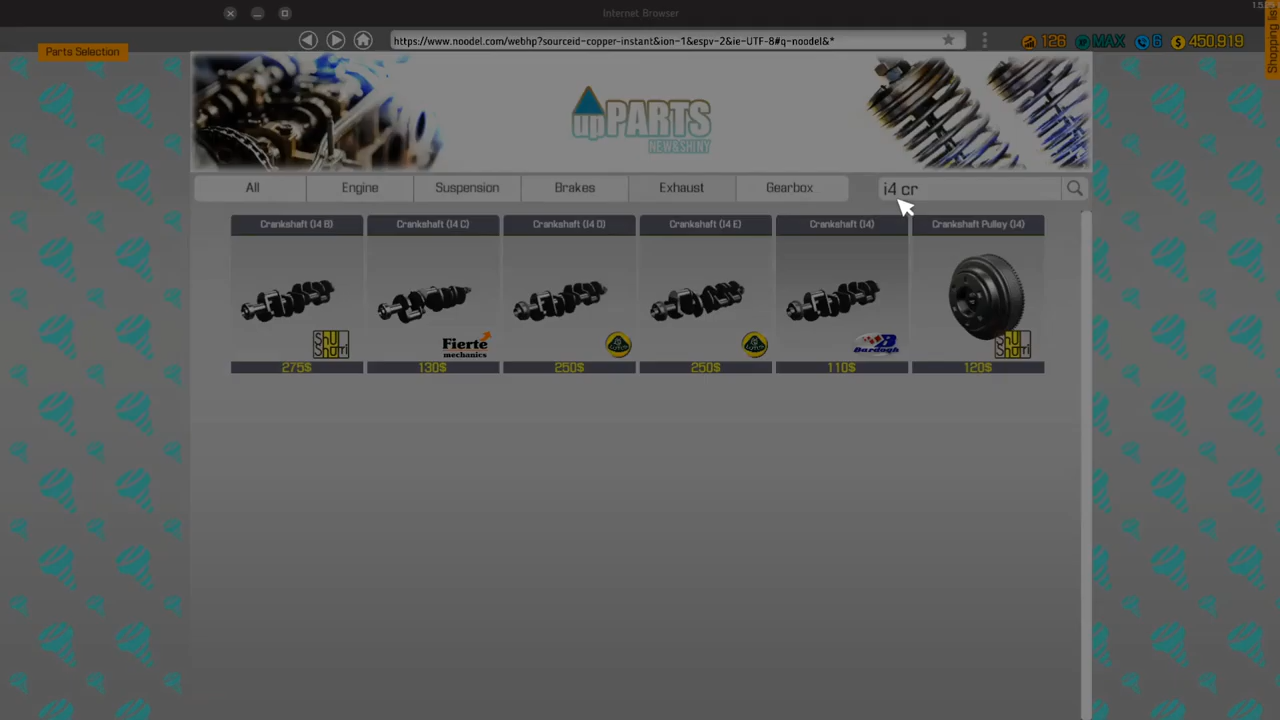 Internet Browser
1.5.
Parts Selection
https://www.noodel.com/webhp?sourceid-copper-instant&ion-1&espv-2&ie-UTF-8#q-noodel&*
126 MAX 6 $ 450,919
Shopping list
upPARTS
NEW&SHINY
All Engine Suspension Brakes Exhaust Gearbox i4 cr
Crankshaft (I4 B) Crankshaft (I4 C) Crankshaft (I4 D) Crankshaft (I4 E) Crankshaft (I4) Crankshaft Pulley (I4)
Fierte
mechanics
Bardogh
275$ 130$ 250$ 250$ 110$ 120$